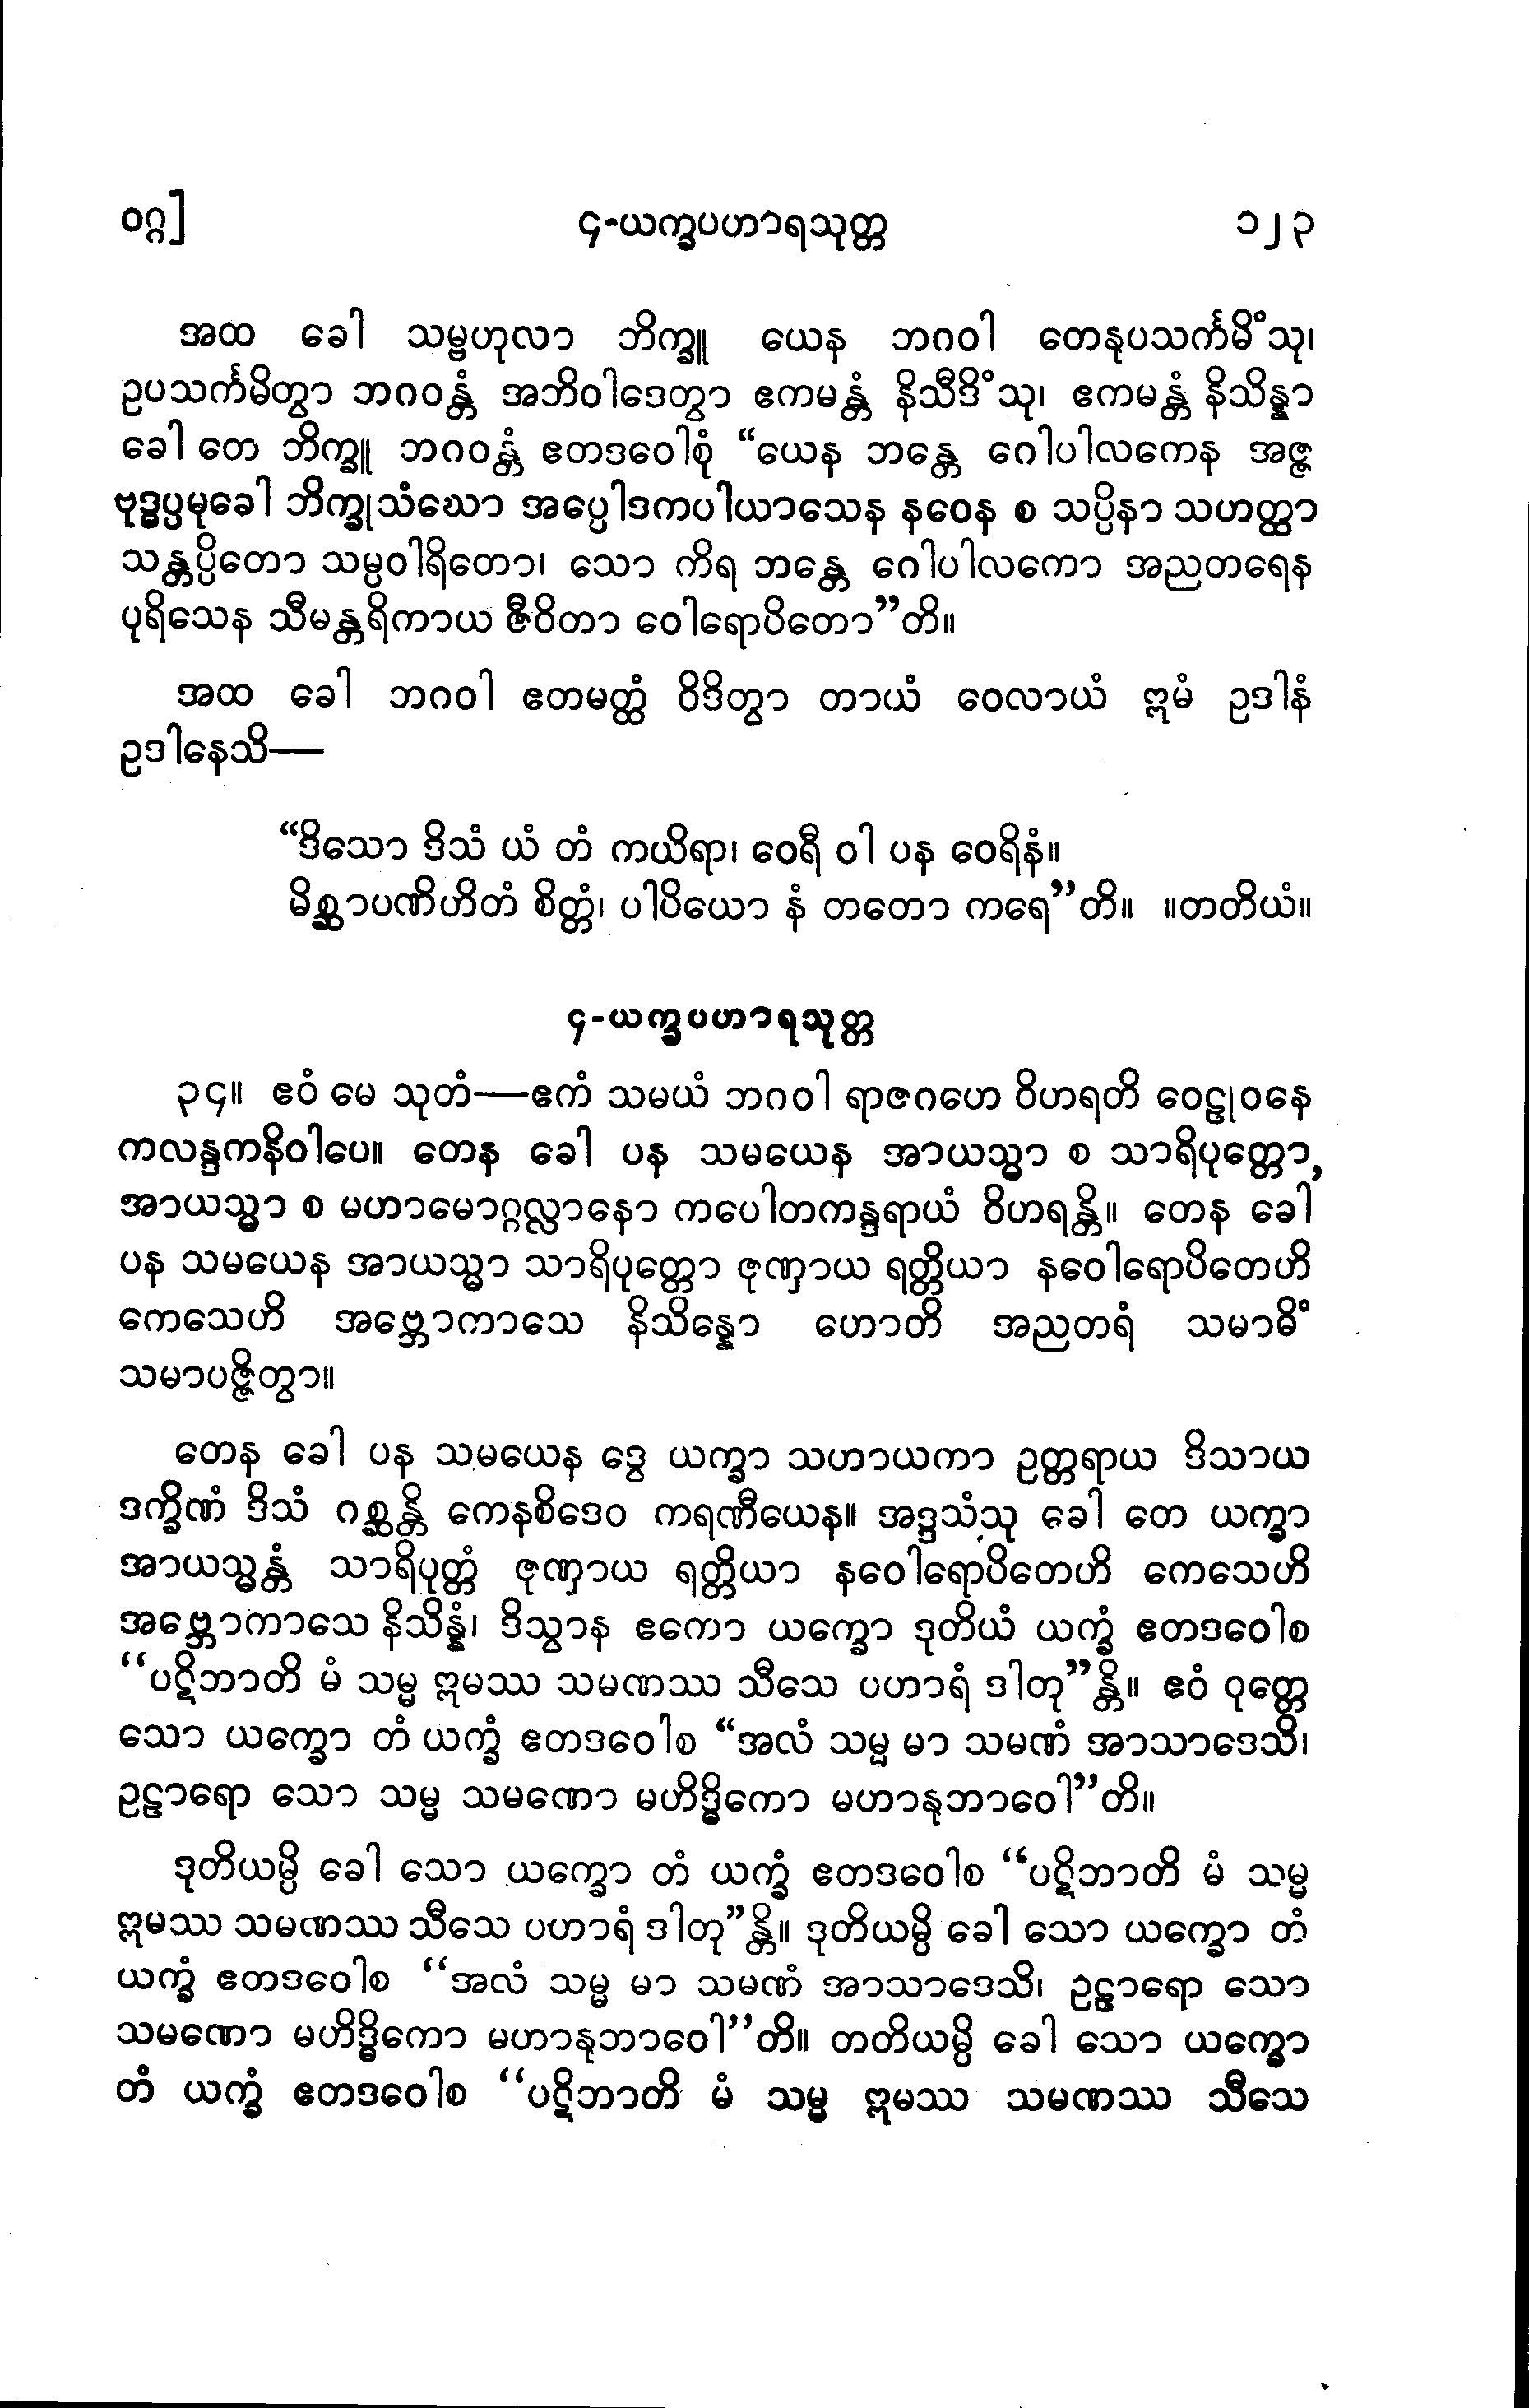 ဝဂ္ဂ]
၄-ယက္ခပဟာရသုတ္တ
၁၂၃
အထ ခေါ သမ္ဗဟုလာ ဘိက္ခူ ယေန ဘဂဝါ တေနုပသင်္ကမိံသု၊
ဥပသင်္ကမိတွာ ဘဂဝန္တံ အဘိဝါဒေတွာ ဧကမန္တံ နိသီဒိံသု၊ ဧကမန္တံ နိသိန္နာ
ခေါ တေ ဘိက္ခူ ဘဂဝန္တံ ဧတဒဝေါစုံ “ယေန ဘန္တေ ဂေါပါလကေန အဇ္ဇ
ဗုဒ္ဓပ္ပမုခေါ ဘိက္ခုသံဃော အပ္ပေါဒကပါယာသေန နဝေန စ သပ္ပိနာ သဟတ္ထာ
သန္တပ္ပိတော သမ္ပဝါရိတော၊ သော ကိရ ဘန္တေ ဂေါပါလကော အညတရေန
ပုရိသေန သီမန္တရိကာယ ဇီဝိတာ ဝေါရောပိတော”တိ။
အထ ခေါ ဘဂဝါ ဧတမတ္ထံ ဝိဒိတွာ တာယံ ဝေလာယံ ဣမံ ဥဒါနံ
ဥဒါနေသိ—
“ဒိသော ဒိသံ ယံ တံ ကယိရာ၊ ဝေရီ ဝါ ပန ဝေရိနံ။
မိစ္ဆာပဏိဟိတံ စိတ္တံ၊ ပါပိယော နံ တတော ကရေ”တိ။ ။တတိယံ။
၄-ယက္ခပဟာရသုတ္တ
၃၄။ ဧဝံ မေ သုတံ—ဧကံ သမယံ ဘဂဝါ ရာဇဂဟေ ဝိဟရတိ ဝေဠုဝနေ
ကလန္ဒကနိဝါပေ။ တေန ခေါ ပန သမယေန အာယသ္မာ စ သာရိပုတ္တော,
အာယသ္မာ စ မဟာမောဂ္ဂလ္လာနော ကပေါတကန္ဒရာယံ ဝိဟရန္တိ။ တေန ခေါ
ပန သမယေန အာယသ္မာ သာရိပုတ္တော ဇုဏှာယ ရတ္တိယာ နဝေါရောပိတေဟိ
ကေသေဟိ အဗ္ဘောကာသေ နိသိန္နော ဟောတိ အညတရံ သမာဓိံ
သမာပဇ္ဇိတွာ။
တေန ခေါ ပန သမယေန ဒွေ ယက္ခာ သဟာယကာ ဥတ္တရာယ ဒိသာယ
ဒက္ခိဏံ ဒိသံ ဂစ္ဆန္တိ ကေနစိဒေဝ ကရဏီယေန။ အဒ္ဒသံသု ခေါ တေ ယက္ခာ
အာယသ္မန္တံ သာရိပုတ္တံ ဇုဏှာယ ရတ္တိယာ နဝေါရောပိတေဟိ ကေသေဟိ
အဗ္ဘောကာသေ နိသိန္နံ၊ ဒိသွာန ဧကော ယက္ခော ဒုတိယံ ယက္ခံ ဧတဒဝေါစ
“ပဋိဘာတိ မံ သမ္မ ဣမဿ သမဏဿ သီသေ ပဟာရံ ဒါတု”န္တိ။ ဧဝံ ဝုတ္တေ
သော ယက္ခော တံ ယက္ခံ ဧတဒဝေါစ “အလံ သမ္မ မာ သမဏံ အာသာဒေသိ၊
ဥဠာရော သော သမ္မ သမဏော မဟိဒ္ဓိကော မဟာနုဘာဝေါ”တိ။
ဒုတိယမ္ပိ ခေါ သော ယက္ခော တံ ယက္ခံ ဧတဒဝေါစ “ပဋိဘာတိ မံ သမ္မ
ဣမဿ သမဏဿ သီသေ ပဟာရံ ဒါတု”န္တိ။ ဒုတိယမ္ပိ ခေါ သော ယက္ခော တံ
ယက္ခံ ဧတဒဝေါစ “အလံ သမ္မ မာ သမဏံ အာသာဒေသိ၊ ဥဠာရော သော
သမဏော မဟိဒ္ဓိကော မဟာနုဘာဝေါ”တိ။ တတိယမ္ပိ ခေါ သော ယက္ခော
တံ ယက္ခံ ဧတဒဝေါစ “ပဋိဘာတိ မံ သမ္မ ဣမဿ သမဏဿ သီသေ